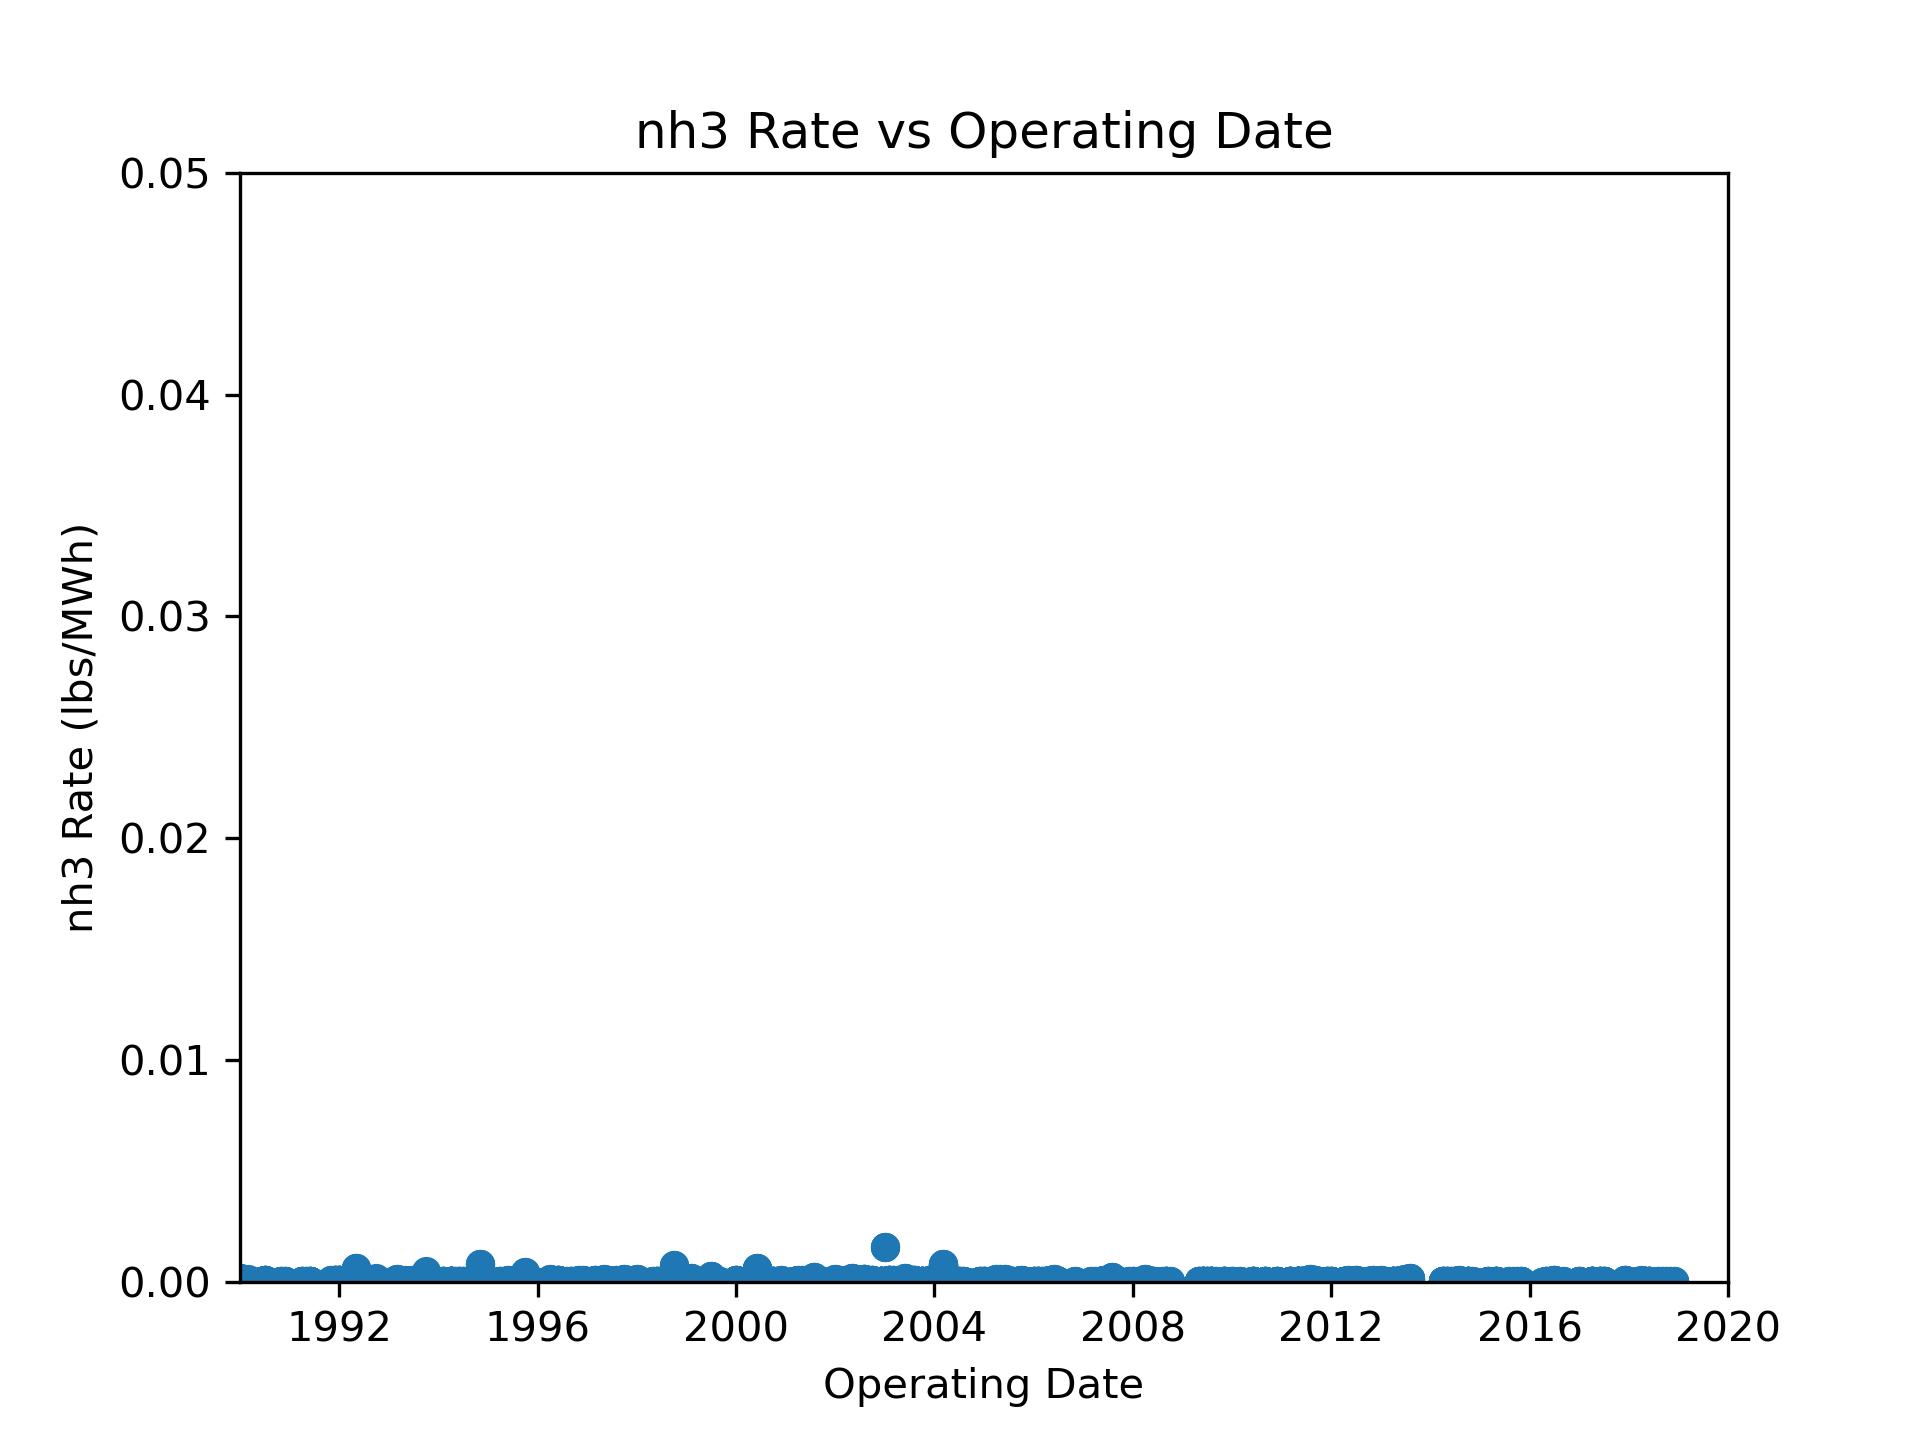 nh3 Rate vs Operating Date
0.05
0.04
0.03
0.02
0.01
0.00
nh3 Rate (lbs/MWh)
1992 1996 2000 2004 2008 2012 2016 2020
Operating Date